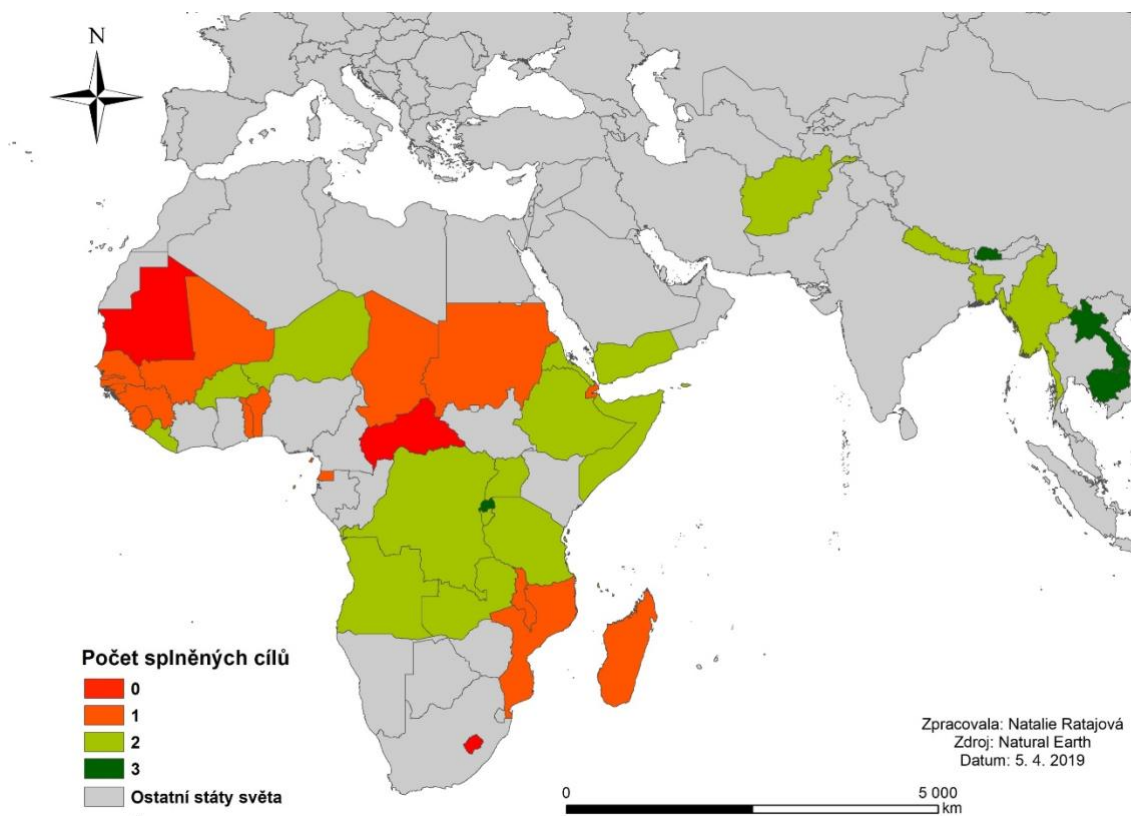 N
Počet splněných cílů
0
1
2
3
Ostatní státy světa
Zpracovala: Natalie Ratajová
Zdroj: Natural Earth
Datum: 5. 4. 2019
0
5 000
km